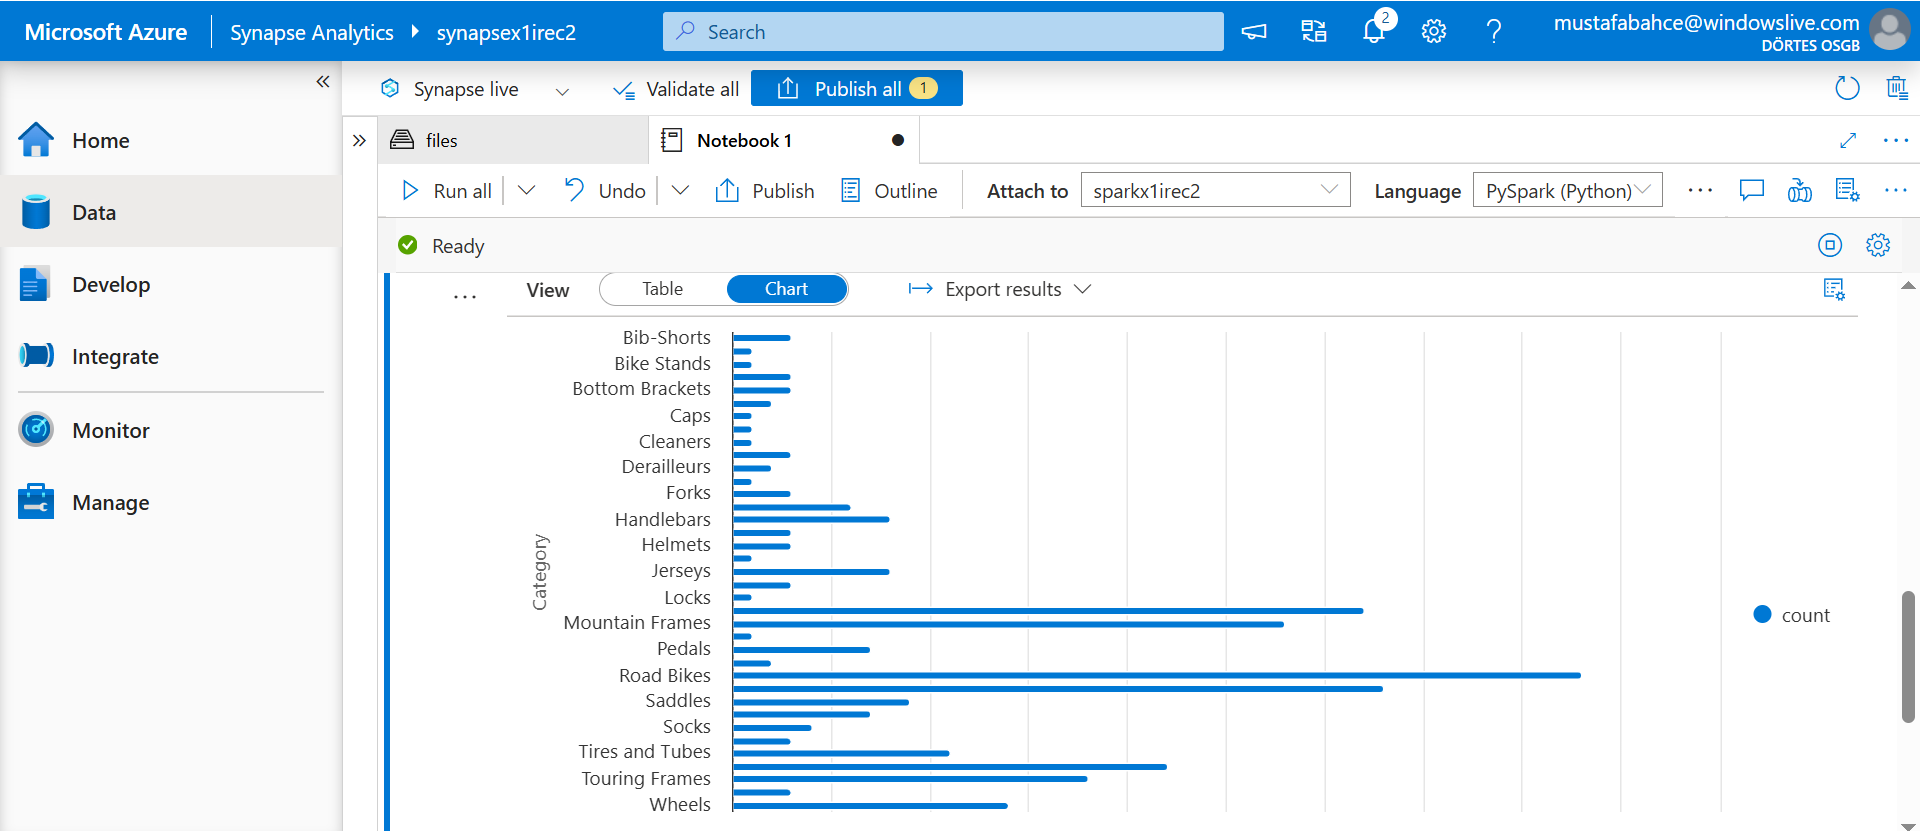 Microsoft Azure
Synapse Analytics
synapsex1irec2
Search
2
mustafabahce@windowslive.com
DÖRTES OSGB
Synapse live
Validate all
Publish all 1
Home
Data
Develop
Integrate
Monitor
Manage
files
Notebook 1
Run all
Undo
Publish
Outline
Attach to
sparkx1irec2
Language
PySpark (Python)
Ready
View
Table
Chart
Export results
Bib-Shorts
Bike Stands
Bottom Brackets
Caps
Cleaners
Derailleurs
Forks
Handlebars
Helmets
Jerseys
Locks
Mountain Frames
Pedals
Road Bikes
Saddles
Socks
Tires and Tubes
Touring Frames
Wheels
Category
count